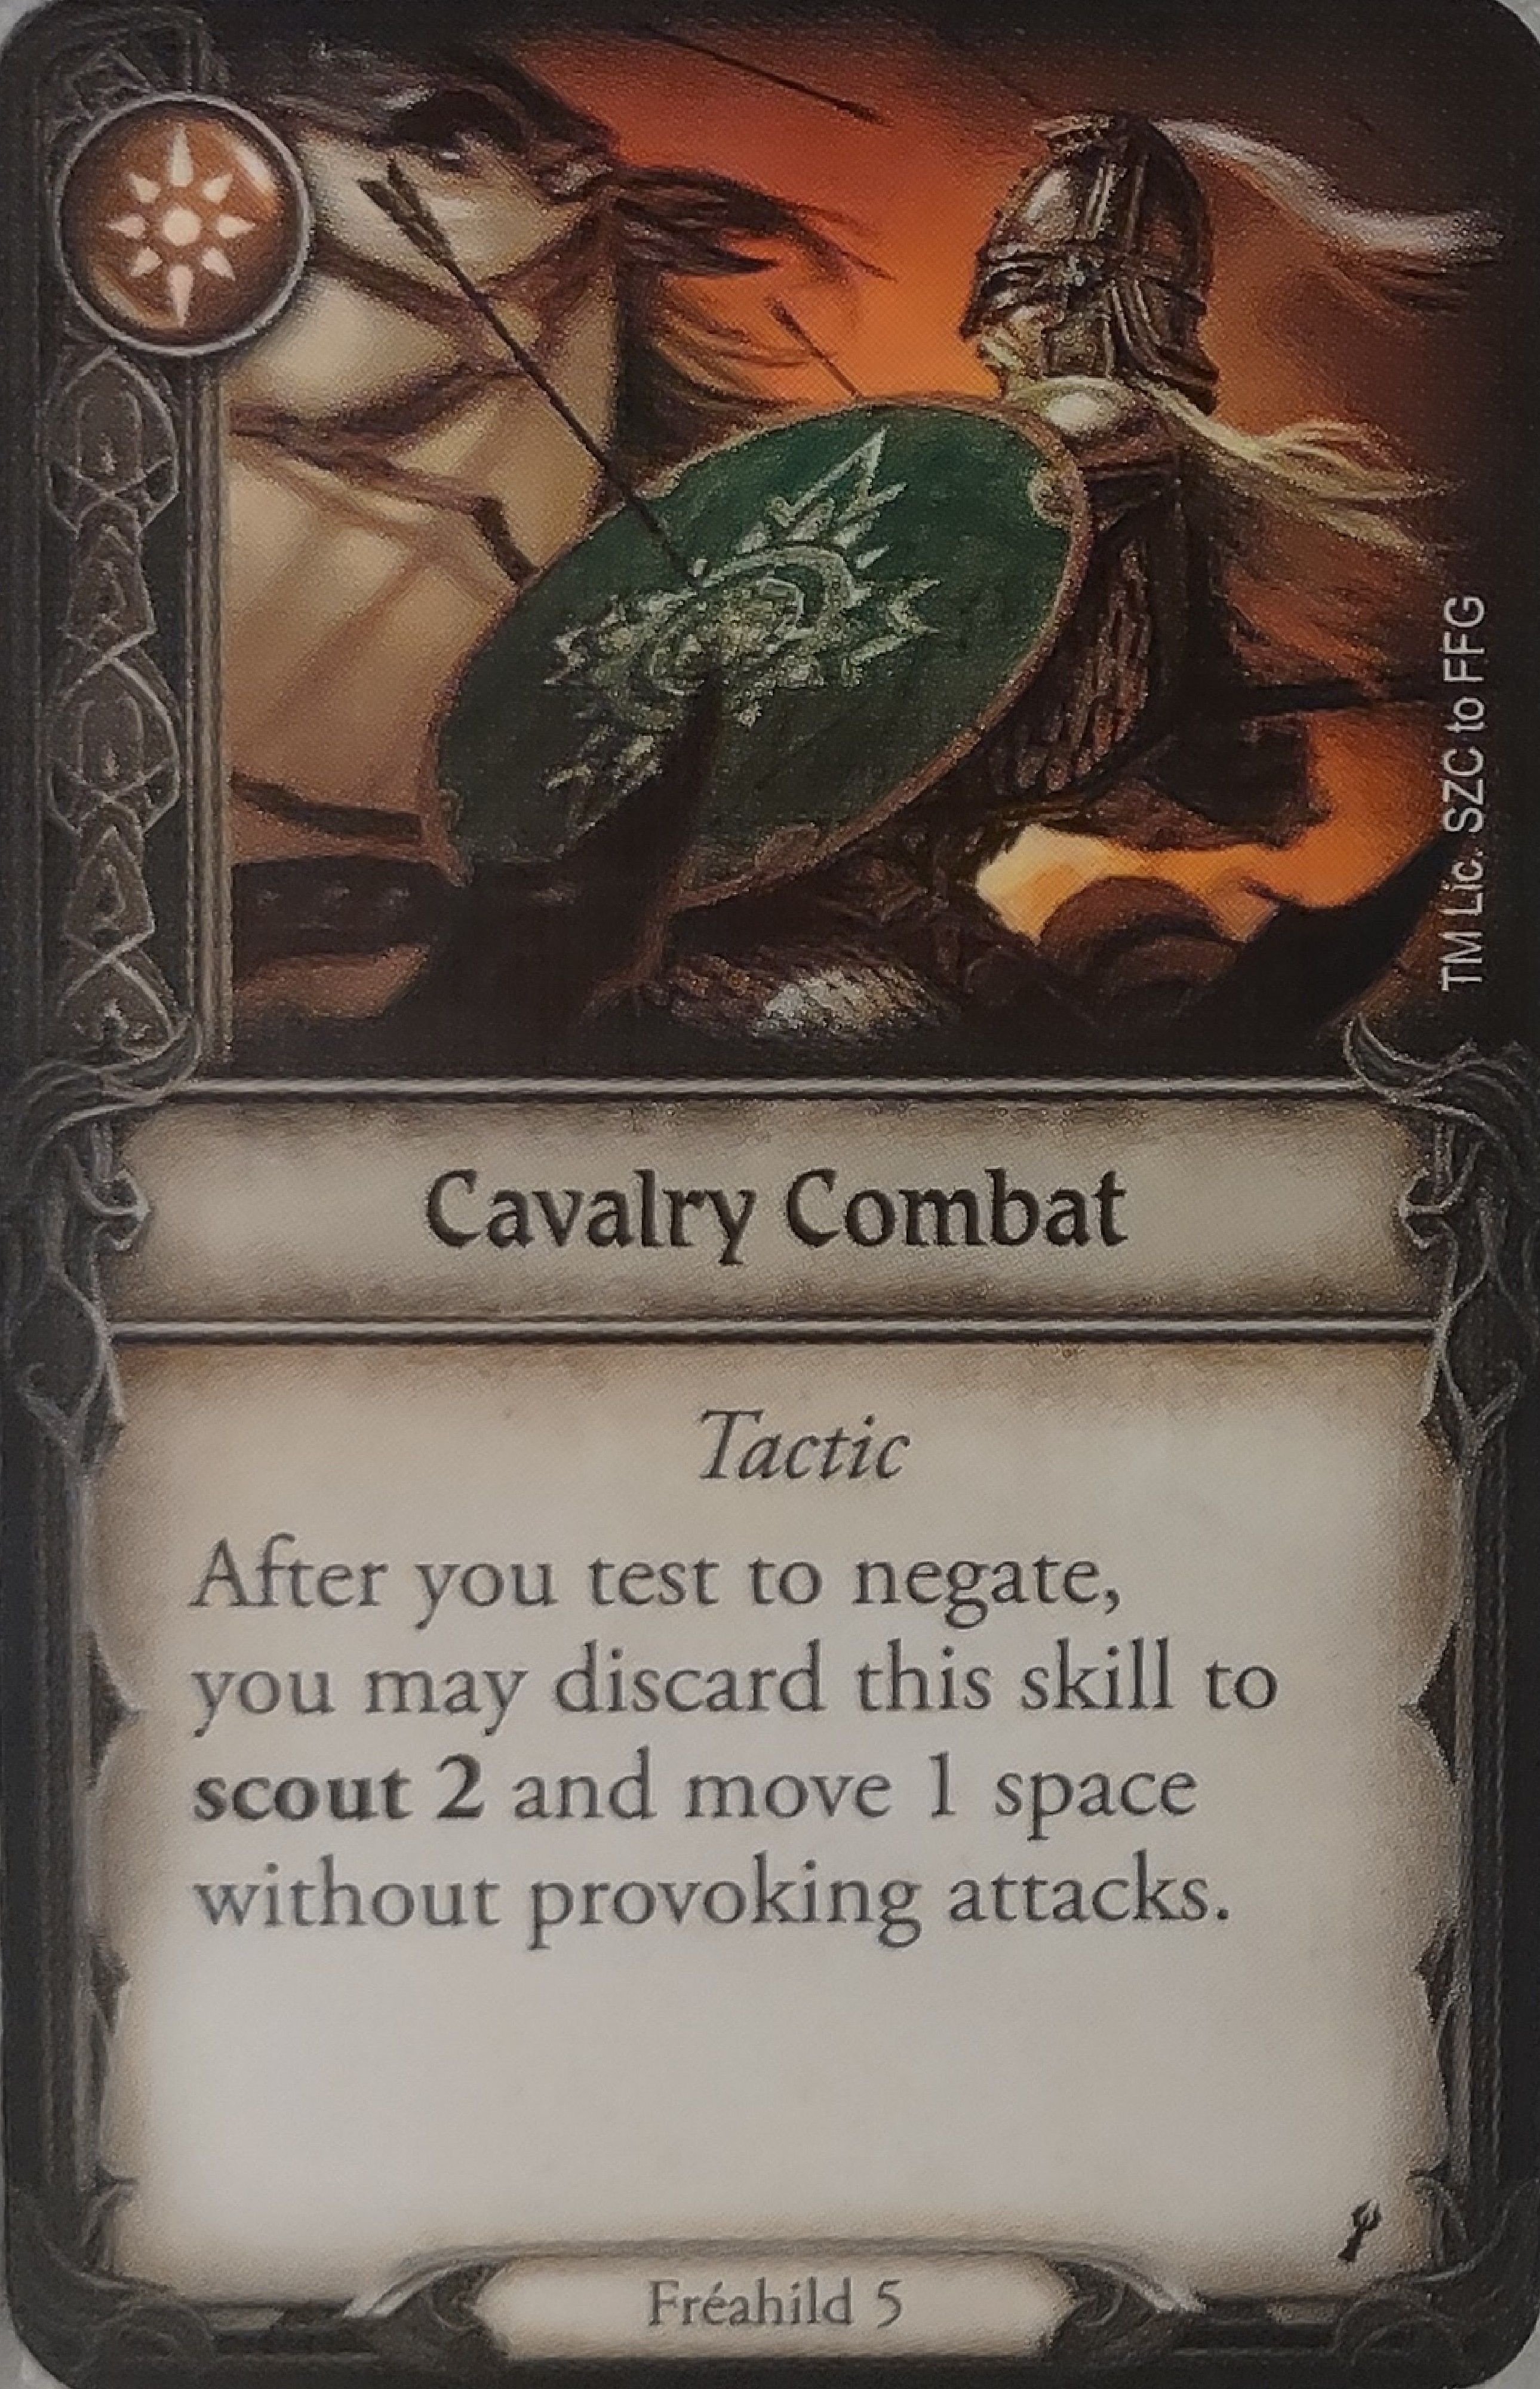 TM Lic. SZC to FFG
Cavalry Combat
Tactic
After you test to negate,
you may discard this skill to
scout 2 and move 1 space
without provoking attacks.
Fréahild 5